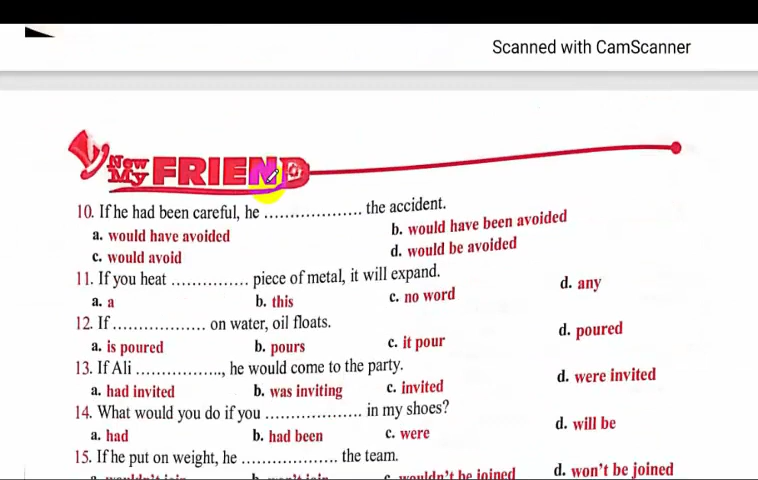 Scanned with CamScanner
New My FRIEND
10. If he had been careful, he .................. the accident.
a. would have avoided b. would have been avoided
c. would avoid d. would be avoided
11. If you heat .............. piece of metal, it will expand.
a. a b. this c. no word d. any
12. If ................. on water, oil floats.
a. is poured b. pours c. it pour d. poured
13. If Ali ................, he would come to the party.
a. had invited b. was inviting c. invited d. were invited
14. What would you do if you .................. in my shoes?
a. had b. had been c. were d. will be
15. If he put on weight, he .................. the team.
a. wouldn't join b. won't join c. wouldn't be joined d. won't be joined